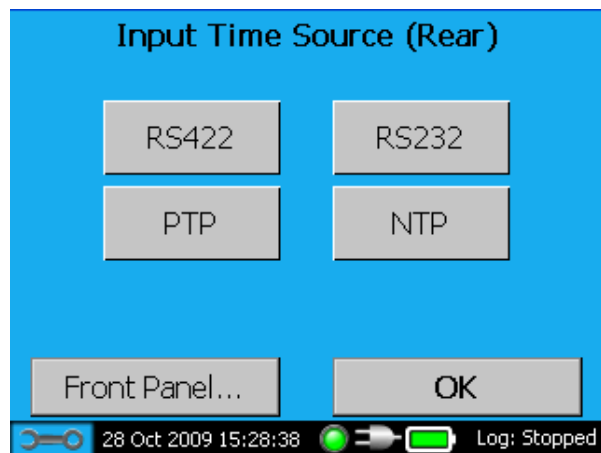 Input Time Source (Rear)
RS422 RS232
PTP NTP
Front Panel... OK
28 Oct 2009 15:28:38 Log: Stopped